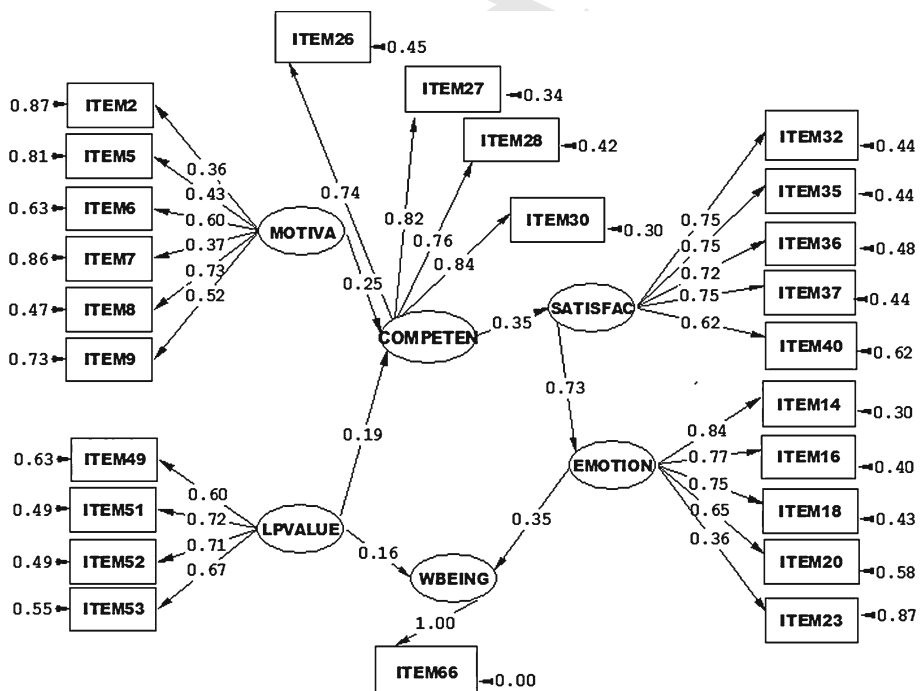 ITEM26
0.45
ITEM27
0.34
0.87
ITEM2
ITEM28
0.42
ITEM32
0.44
0.81
ITEM5
0.36
0.43
ITEM35
0.44
0.63
ITEM6
0.60
0.74
0.82
ITEM30
0.30
0.75
MOTIVA
0.76
0.75
ITEM36
0.48
0.86
ITEM7
0.37
0.73
0.84
0.72
0.25
0.75
ITEM37
0.44
0.47
ITEM8
0.52
SATISFAC
0.35
0.62
COMPETEN
ITEM40
0.62
0.73
ITEM9
0.73
ITEM14
0.30
0.19
0.84
0.63
ITEM49
EMOTION
0.77
ITEM16
0.40
0.60
0.75
0.49
ITEM51
0.72
0.65
ITEM18
0.43
LPVALUE
0.35
0.36
0.71
0.49
ITEM52
0.16
ITEM20
0.58
0.67
WBEING
0.55
ITEM53
ITEM23
0.87
1.00
ITEM66
0.00